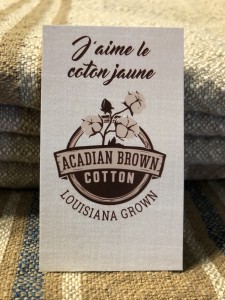 J'aime le
coton jaune
ACADIAN BROWN
COTTON
LOUISIANA GROWN